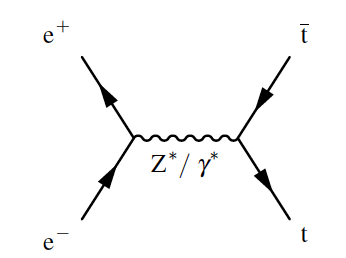 e⁺ t̄
Z*/ γ*
e⁻ t